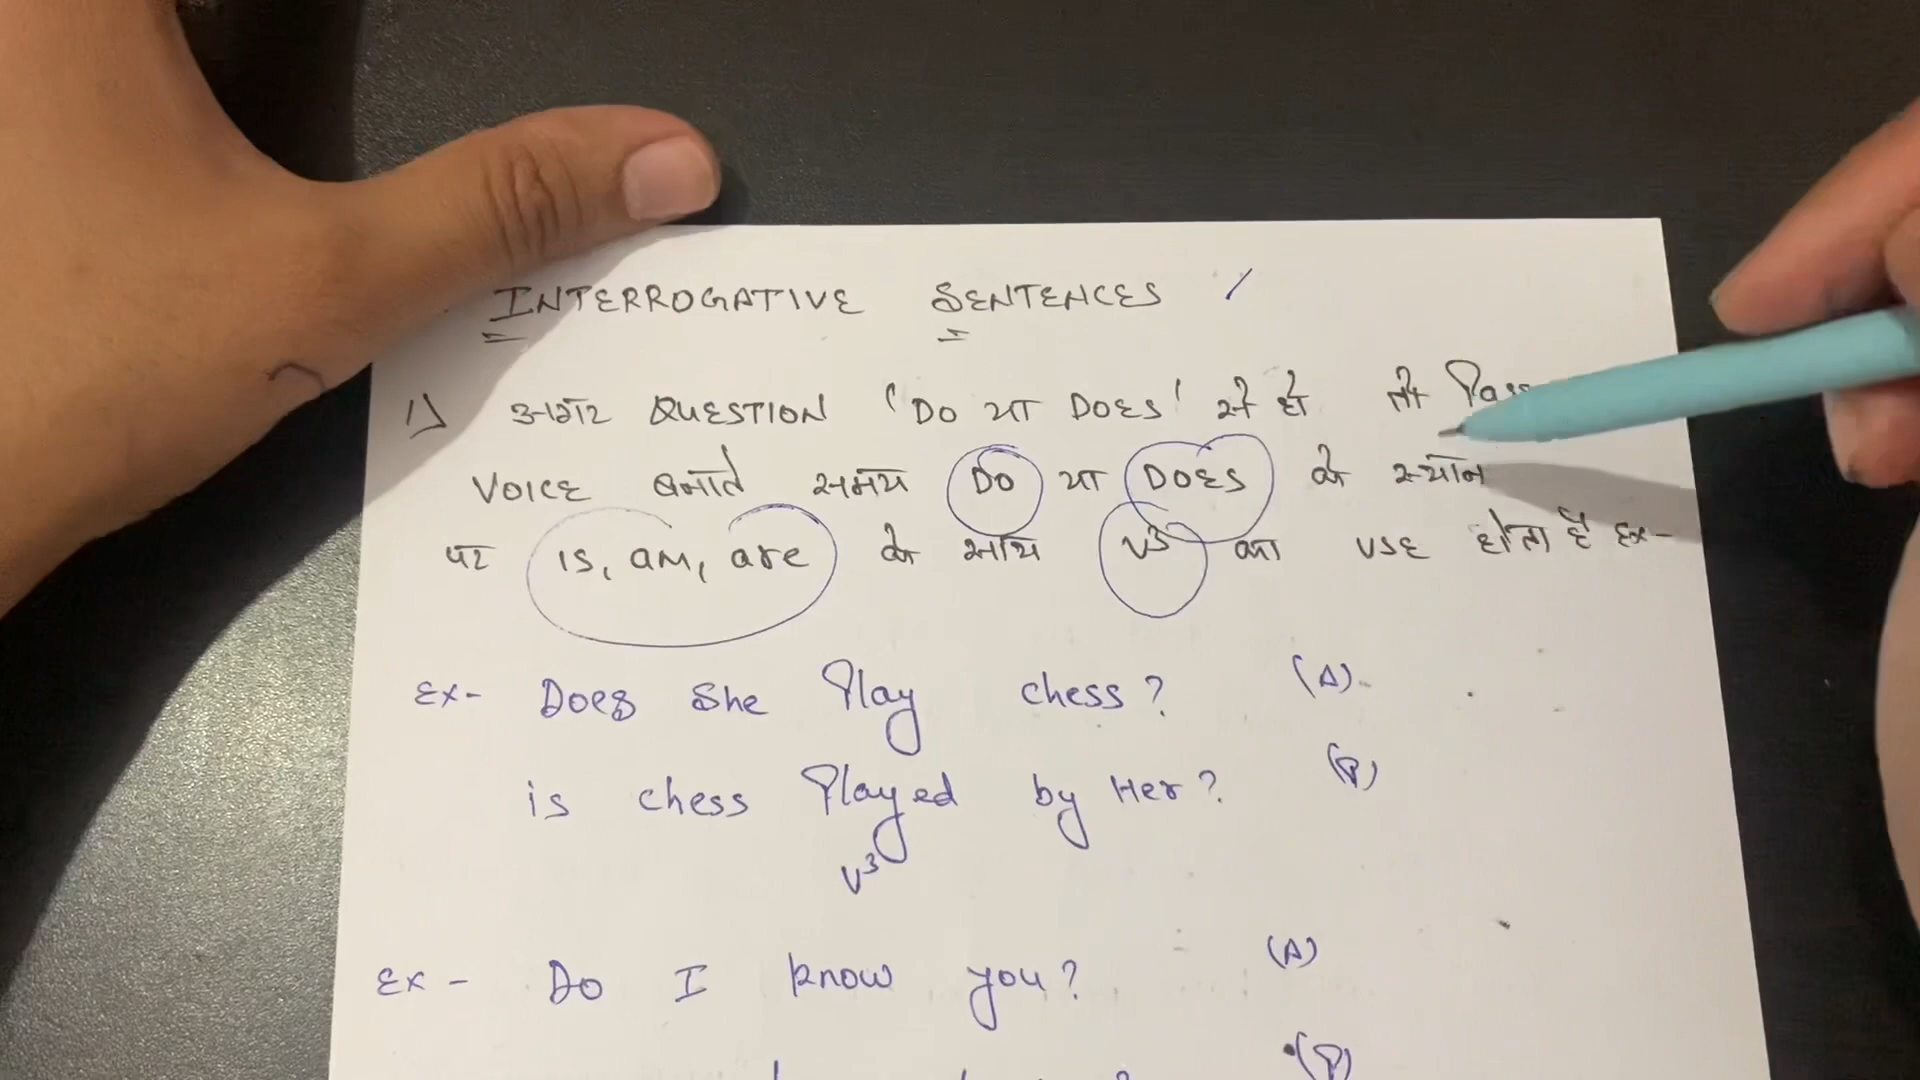 INTERROGATIVE SENTENCES
1) अगर QUESTION 'DO या DOES' से हो तो Pass
VOICE बनाते समय DO या DOES के स्थान
पर is, am, are के साथ V3 का USE होता है Ex-
Ex- Does She Play chess? (A)
is chess Played by Her? (P)
V3
Ex- Do I know you? (A)
(P)